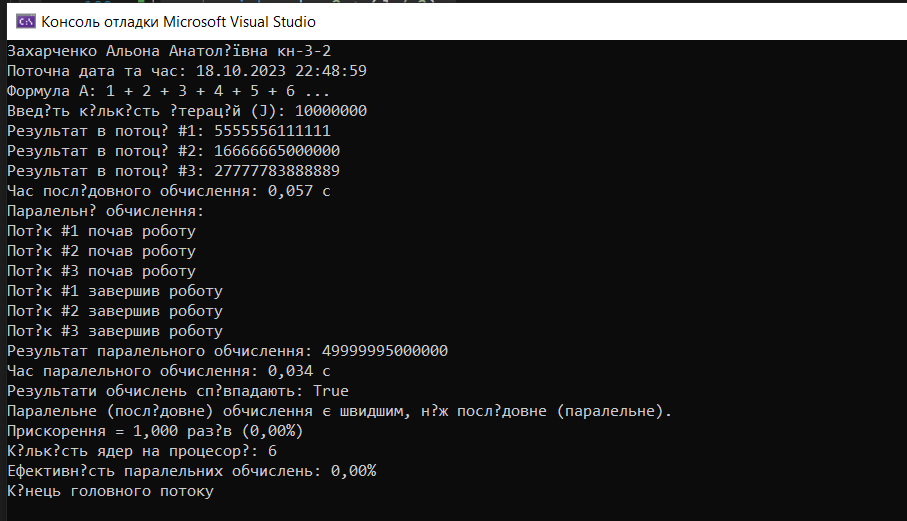 Консоль отладки Microsoft Visual Studio
Захарченко Альона Анатол?ївна кн-3-2
Поточна дата та час: 18.10.2023 22:48:59
Формула А: 1 + 2 + 3 + 4 + 5 + 6 ...
Введ?ть к?льк?сть ?терац?й (J): 10000000
Результат в потоц? #1: 5555556111111
Результат в потоц? #2: 16666665000000
Результат в потоц? #3: 27777783888889
Час посл?довного обчислення: 0,057 с
Паралельн? обчислення:
Пот?к #1 почав роботу
Пот?к #2 почав роботу
Пот?к #3 почав роботу
Пот?к #1 завершив роботу
Пот?к #2 завершив роботу
Пот?к #3 завершив роботу
Результат паралельного обчислення: 49999995000000
Час паралельного обчислення: 0,034 с
Результати обчислень сп?впадають: True
Паралельне (посл?довне) обчислення є швидшим, н?ж посл?довне (паралельне).
Прискорення = 1,000 раз?в (0,00%)
К?льк?сть ядер на процесор?: 6
Ефективн?сть паралельних обчислень: 0,00%
К?нець головного потоку